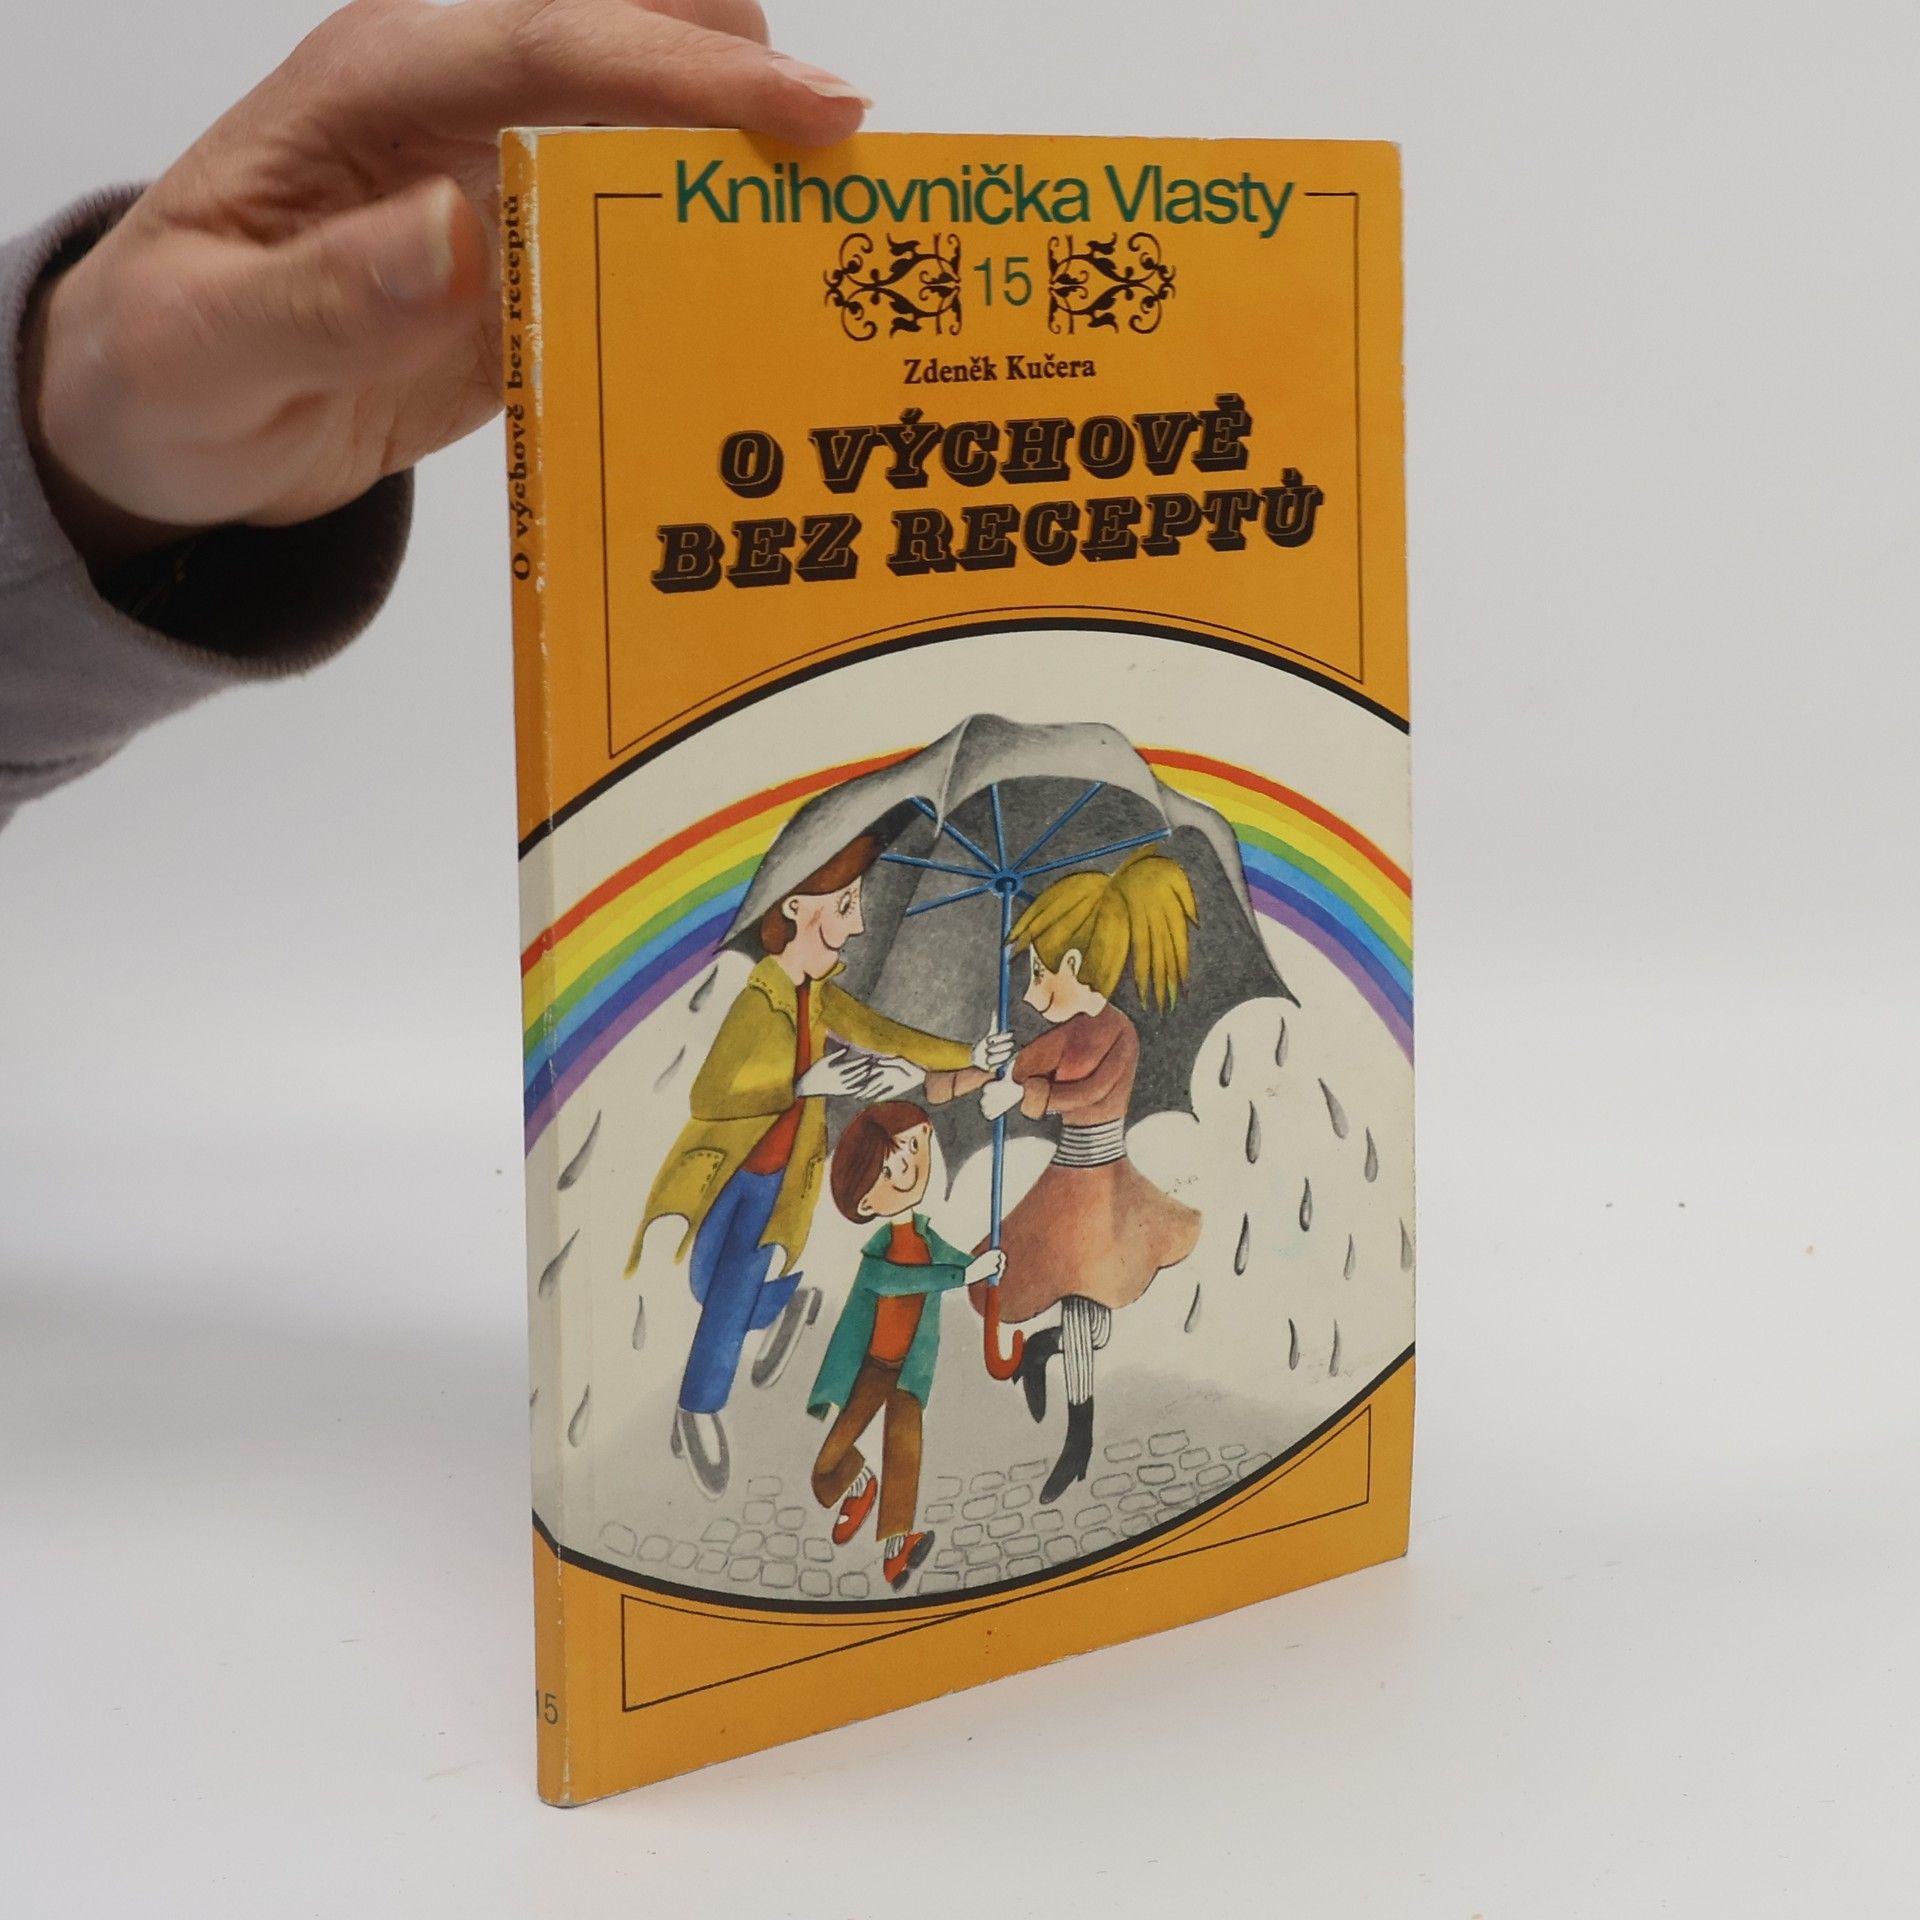 Knihovnička Vlasty
15
Zdeněk Kučera
O VÝCHOVĚ
BEZ RECEPTŮ
O výchově bez receptů
15